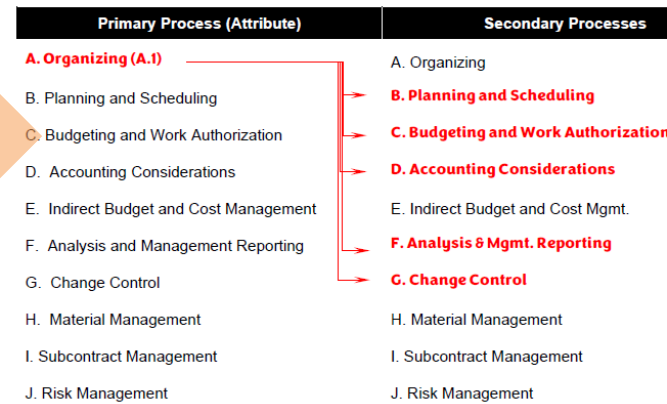 Primary Process (Attribute) Secondary Processes
A. Organizing (A.1) A. Organizing
B. Planning and Scheduling B. Planning and Scheduling
C. Budgeting and Work Authorization C. Budgeting and Work Authorization
D. Accounting Considerations D. Accounting Considerations
E. Indirect Budget and Cost Management E. Indirect Budget and Cost Mgmt.
F. Analysis and Management Reporting F. Analysis & Mgmt. Reporting
G. Change Control G. Change Control
H. Material Management H. Material Management
I. Subcontract Management I. Subcontract Management
J. Risk Management J. Risk Management